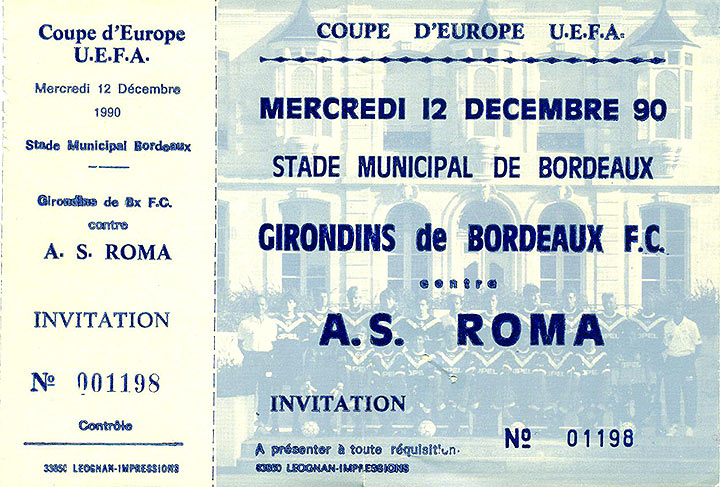 Coupe d'Europe
U.E.F.A.
Mercredi 12 Décembre
1990
Stade Municipal Bordeaux
Girondins de Bx F.C.
contre
A. S. ROMA
INVITATION
Nº 001198
Contrôle
33850 LEOGNAN-IMPRESSIONS
COUPE D'EUROPE U.E.F.A.
MERCREDI 12 DECEMBRE 90
STADE MUNICIPAL DE BORDEAUX
GIRONDINS de BORDEAUX F.C.
contre
A.S. ROMA
INVITATION
Nº 01198
A présenter à toute réquisition.
33850 LEOGNAN-IMPRESSIONS